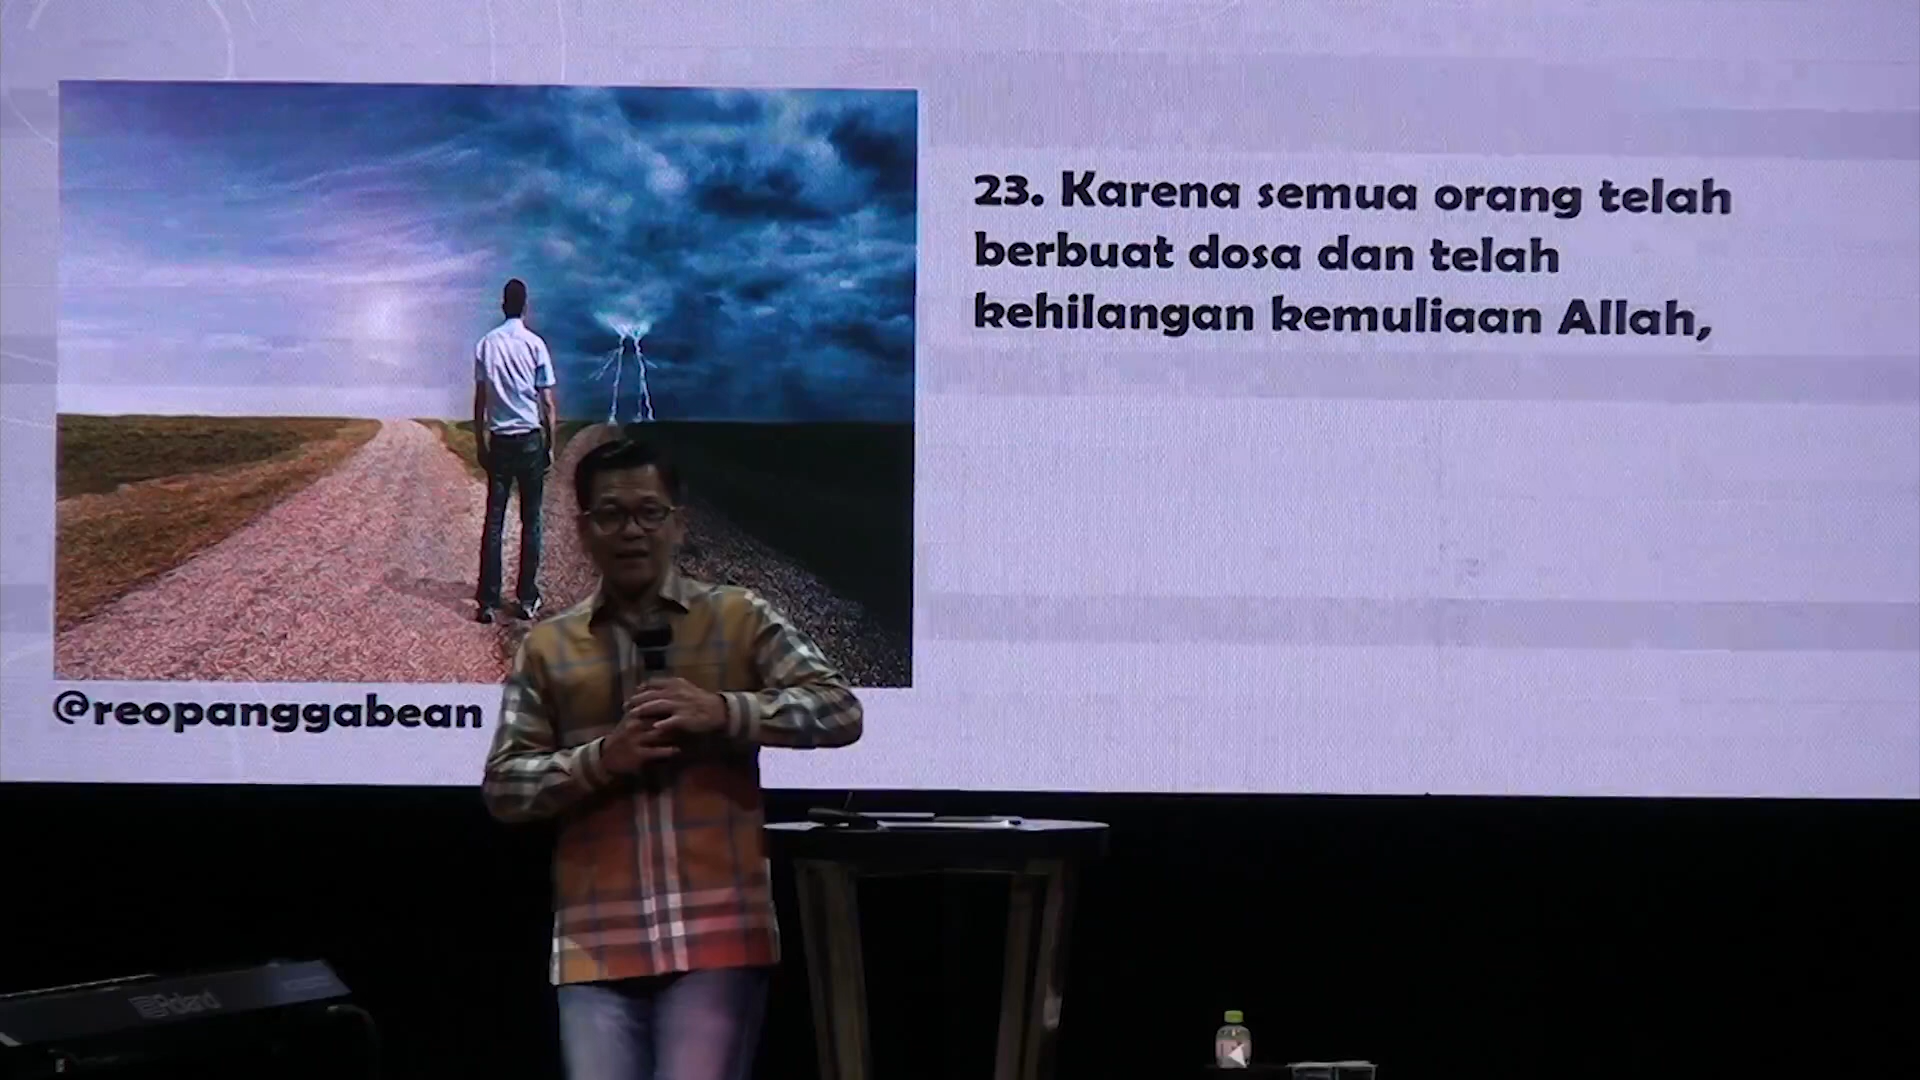 23. Karena semua orang telah
berbuat dosa dan telah
kehilangan kemuliaan Allah,
@reopanggabean
Roland